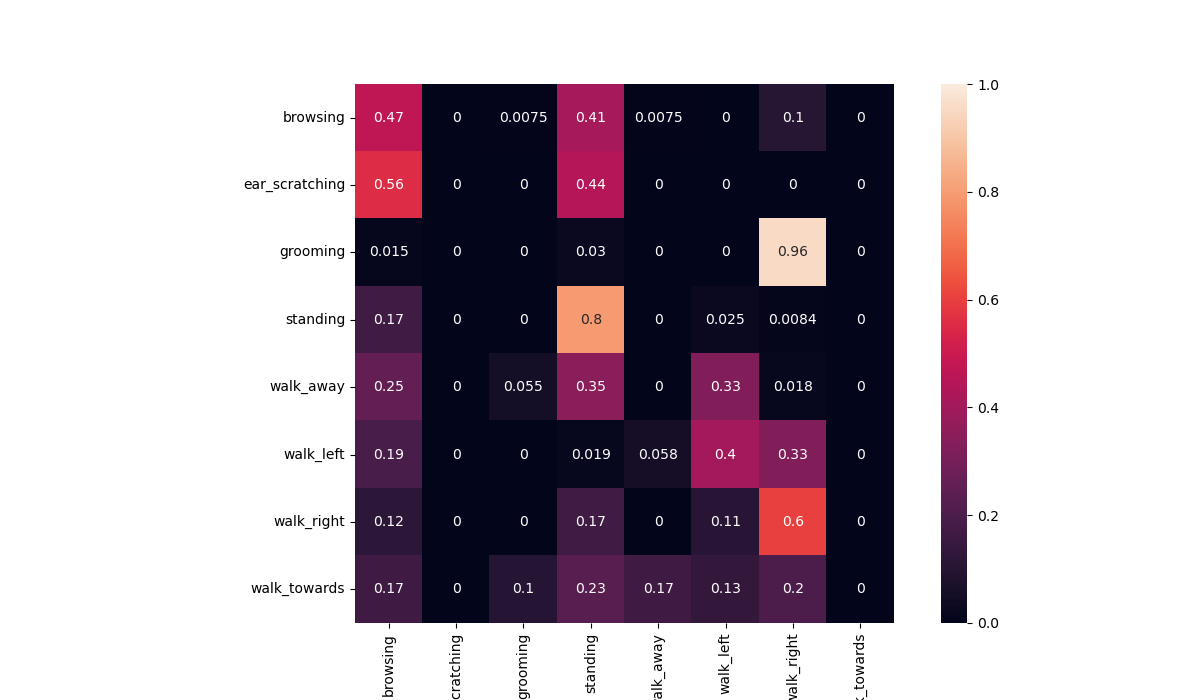 browsing 0.47 0 0.0075 0.41 0.0075 0 0.1 0 1.0
ear_scratching 0.56 0 0 0.44 0 0 0 0 0.8
grooming 0.015 0 0 0.03 0 0 0.96 0
standing 0.17 0 0 0.8 0 0.025 0.0084 0 0.6
walk_away 0.25 0 0.055 0.35 0 0.33 0.018 0
walk_left 0.19 0 0 0.019 0.058 0.4 0.33 0 0.4
walk_right 0.12 0 0 0.17 0 0.11 0.6 0 0.2
walk_towards 0.17 0 0.1 0.23 0.17 0.13 0.2 0
0.0
browsing
cratching
grooming
standing
alk_away
walk_left
walk_right
k_towards